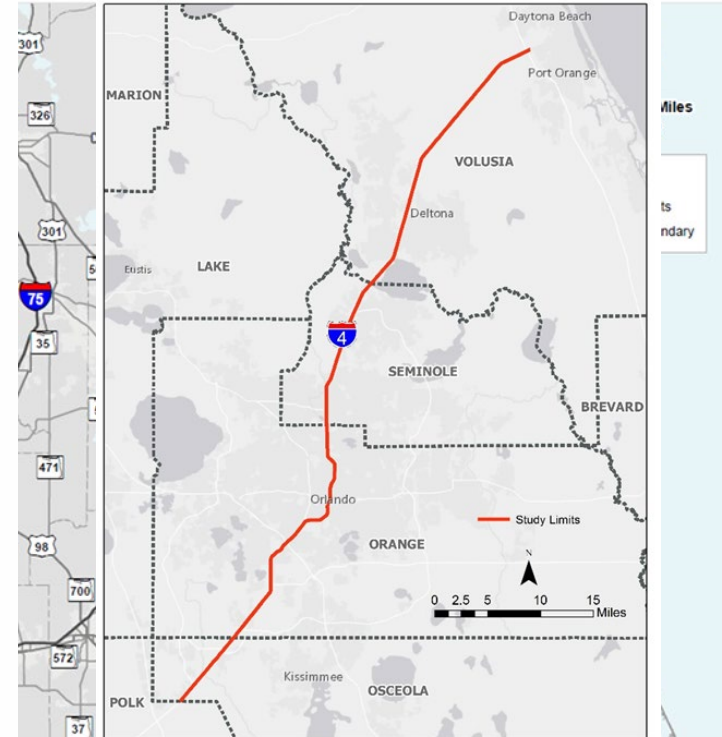 301
326
301
75
35
471
98
700
572
37
Daytona Beach
Port Orange
MARION
VOLUSIA
Deltona
LAKE
Eustis
4
SEMINOLE
BREVARD
Orlando
Study Limits
ORANGE
N
0 2.5 5 10 15
Miles
Kissimmee
OSCEOLA
POLK
Miles
ts
ndary